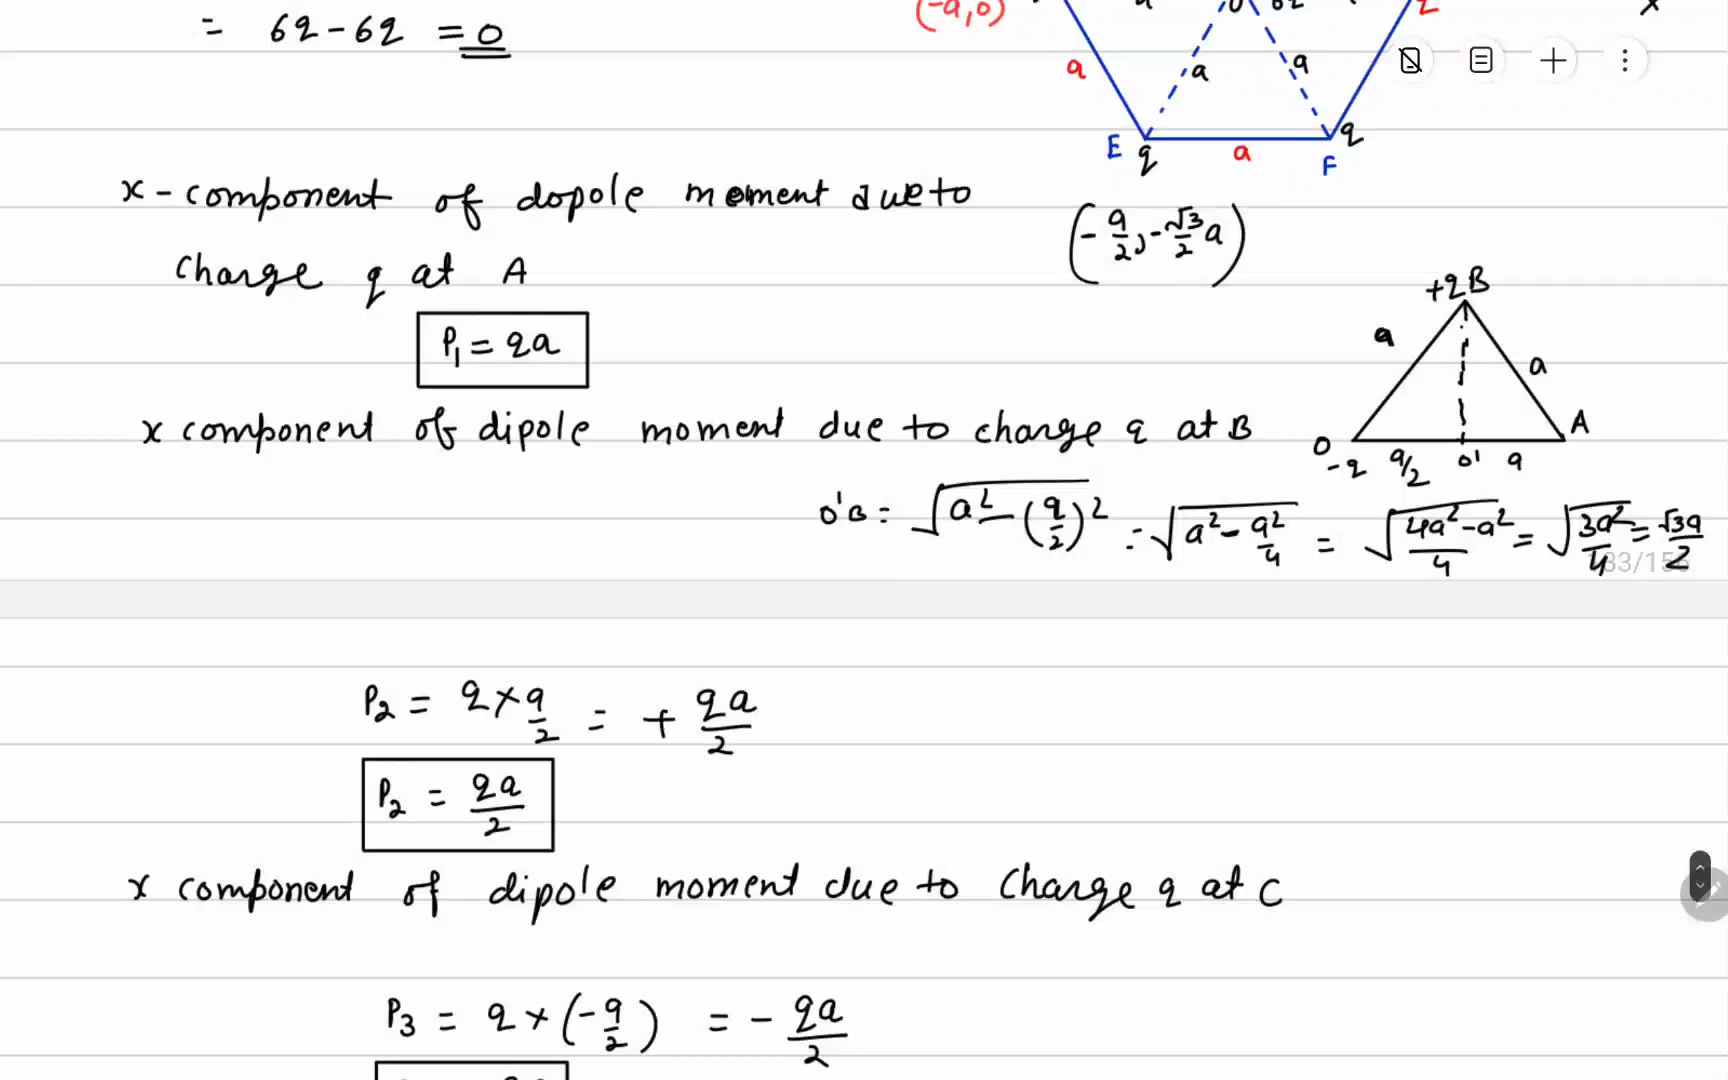 = 6q-6q = 0
(-a,0)
a
a
a
E
q
a
F
q
x
x-component of dopole moment due to
charge q at A
(-a/2, -√3/2 a)
P₁ = qa
+q B
a
a
x component of dipole moment due to charge q at B
O
-q
a/2
O'
a
A
O'B = √(a² - (a/2)²) = √(a² - a²/4) = √((4a²-a²)/4) = √(3a²/4) = √3a/2
P₂ = q × a/2 = + qa/2
P₂ = qa/2
x component of dipole moment due to charge q at C
P₃ = q × (-a/2) = - qa/2